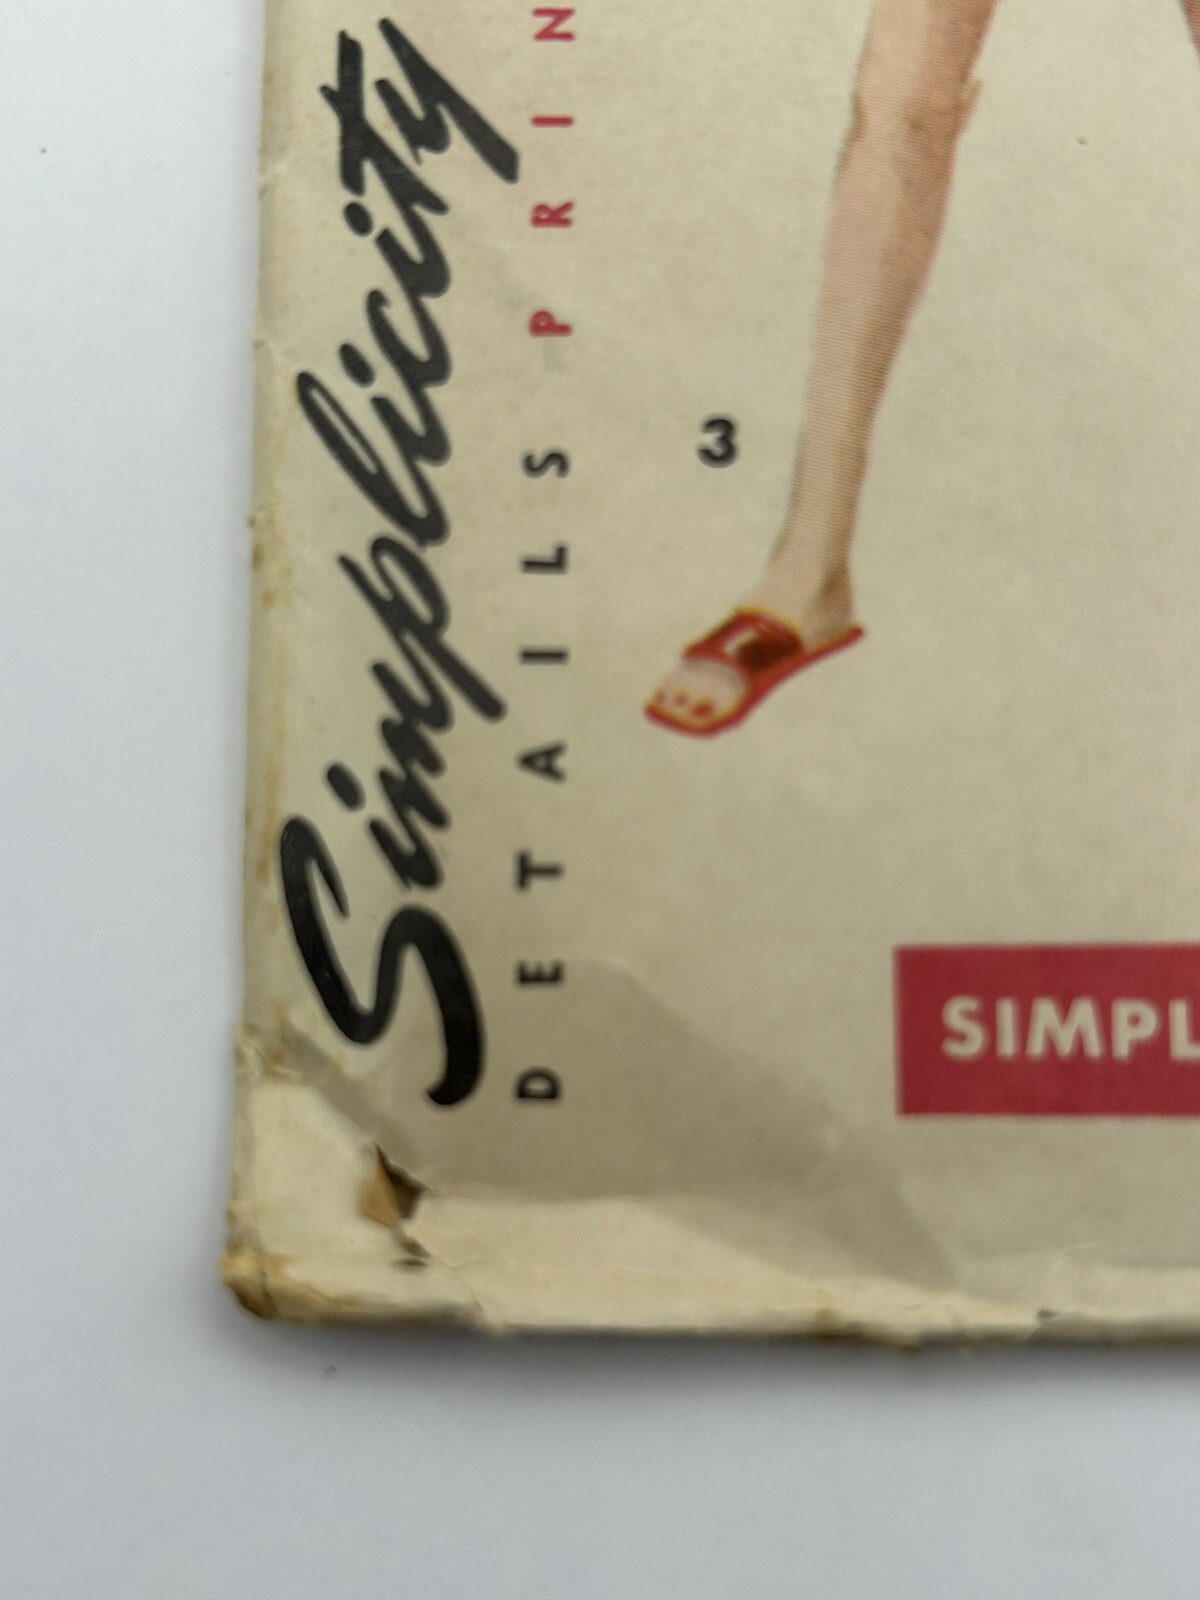 Simplicity
DETAILS PRIN
3
SIMPL